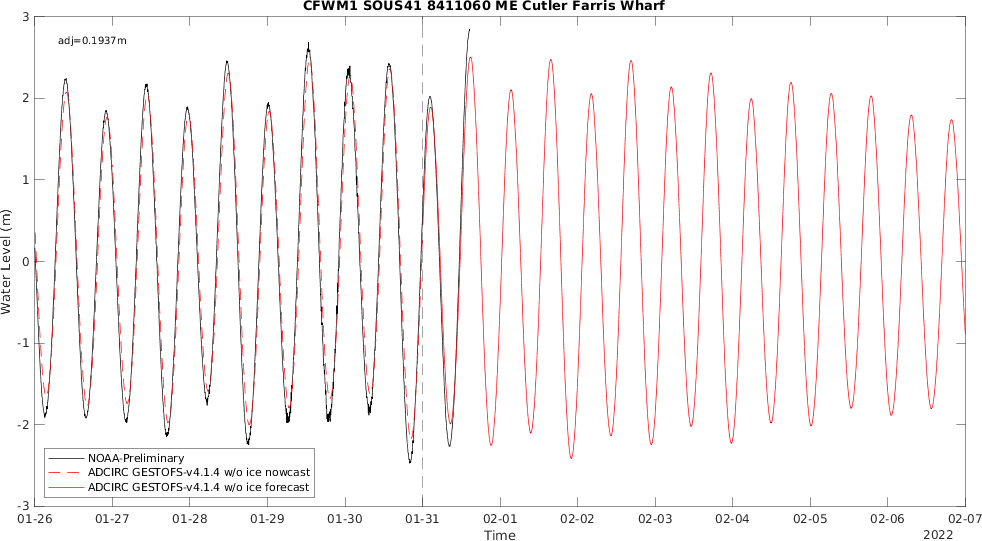 CFWM1 SOUS41 8411060 ME Cutler Farris Wharf
adj=0.1937m
3
2
1
0
-1
-2
-3
Water Level (m)
NOAA-Preliminary
ADCIRC GESTOFS-v4.1.4 w/o ice nowcast
ADCIRC GESTOFS-v4.1.4 w/o ice forecast
01-26 01-27 01-28 01-29 01-30 01-31 02-01 02-02 02-03 02-04 02-05 02-06 02-07
Time
2022